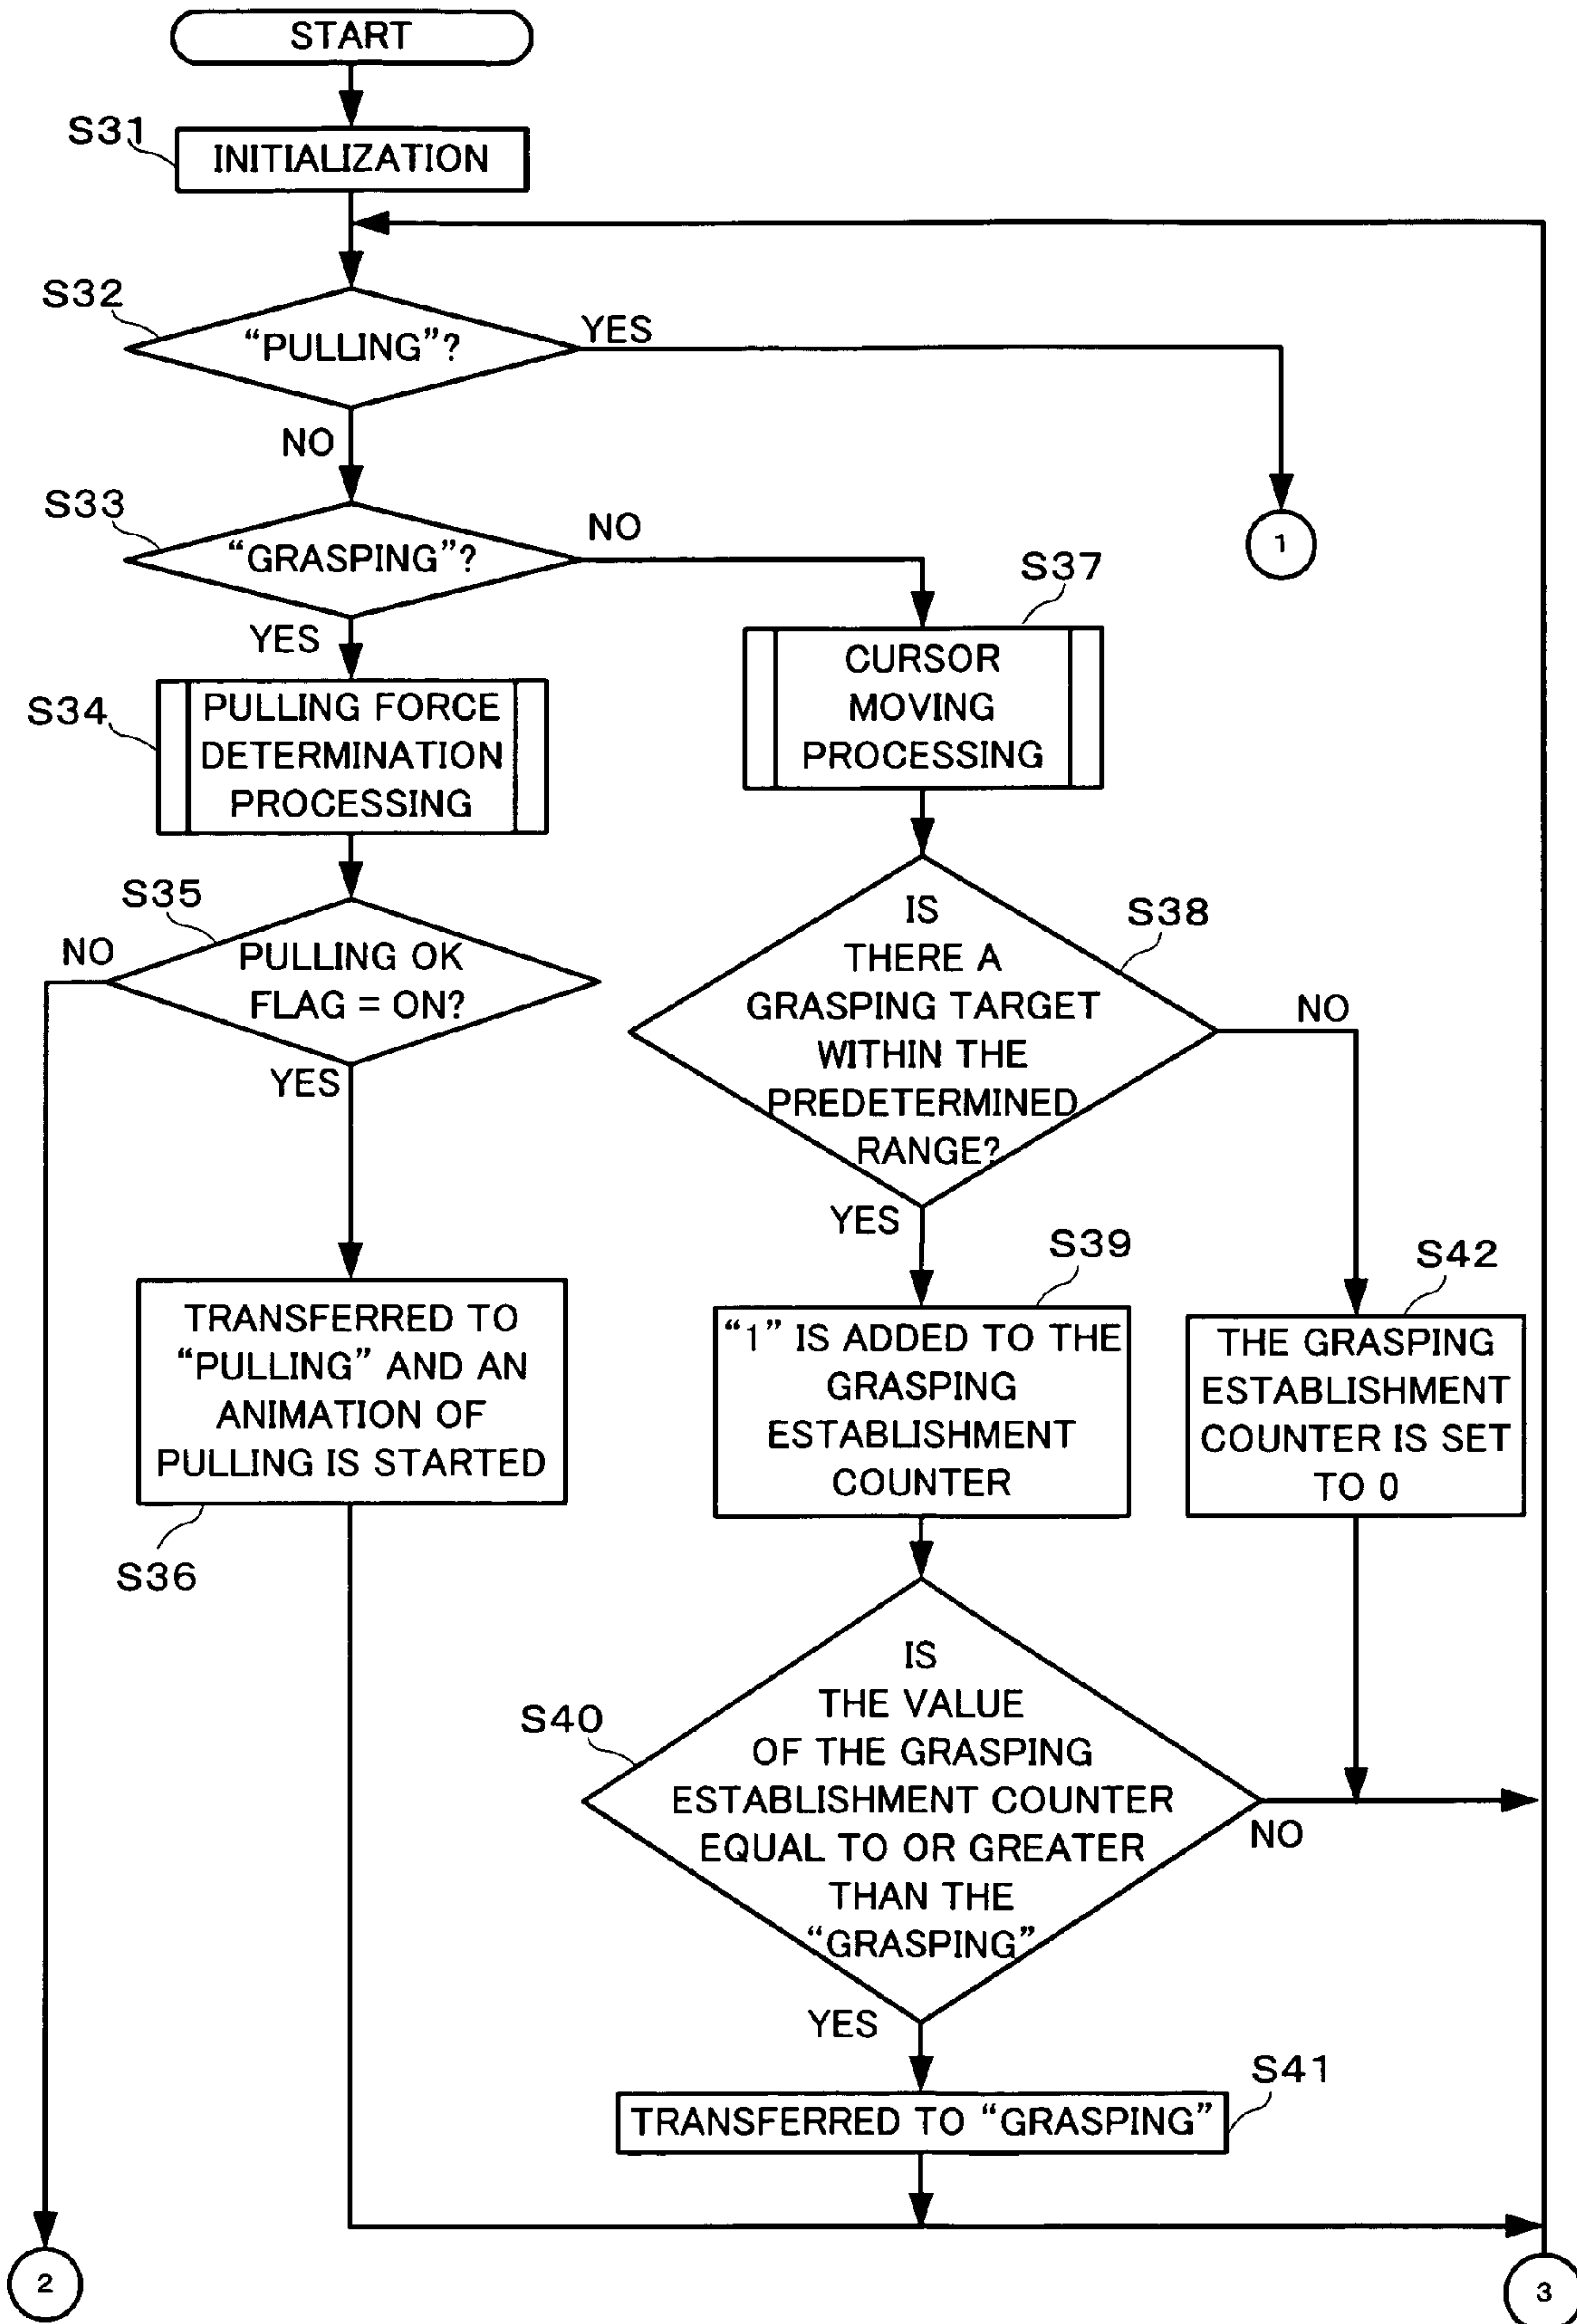 START
S31
INITIALIZATION
S32
“PULLING”?
YES
NO
1
S33
“GRASPING”?
NO
YES
S37
CURSOR
MOVING
PROCESSING
S34
PULLING FORCE
DETERMINATION
PROCESSING
S35
NO
PULLING OK
FLAG = ON?
YES
S38
IS
THERE A
GRASPING TARGET
WITHIN THE
PREDETERMINED
RANGE?
NO
YES
S39
S42
TRANSFERRED TO
“PULLING” AND AN
ANIMATION OF
PULLING IS STARTED
S36
“1” IS ADDED TO THE
GRASPING
ESTABLISHMENT
COUNTER
THE GRASPING
ESTABLISHMENT
COUNTER IS SET
TO 0
S40
IS
THE VALUE
OF THE GRASPING
ESTABLISHMENT COUNTER
EQUAL TO OR GREATER
THAN THE
“GRASPING”
NO
YES
S41
TRANSFERRED TO “GRASPING”
2
3